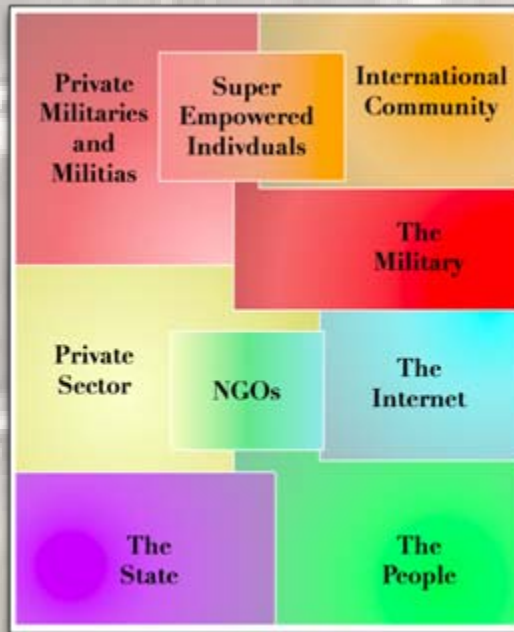 Private
Militaries
and
Militias
Super
Empowered
Indivduals
International
Community
The
Military
Private
Sector
NGOs
The
Internet
The
State
The
People